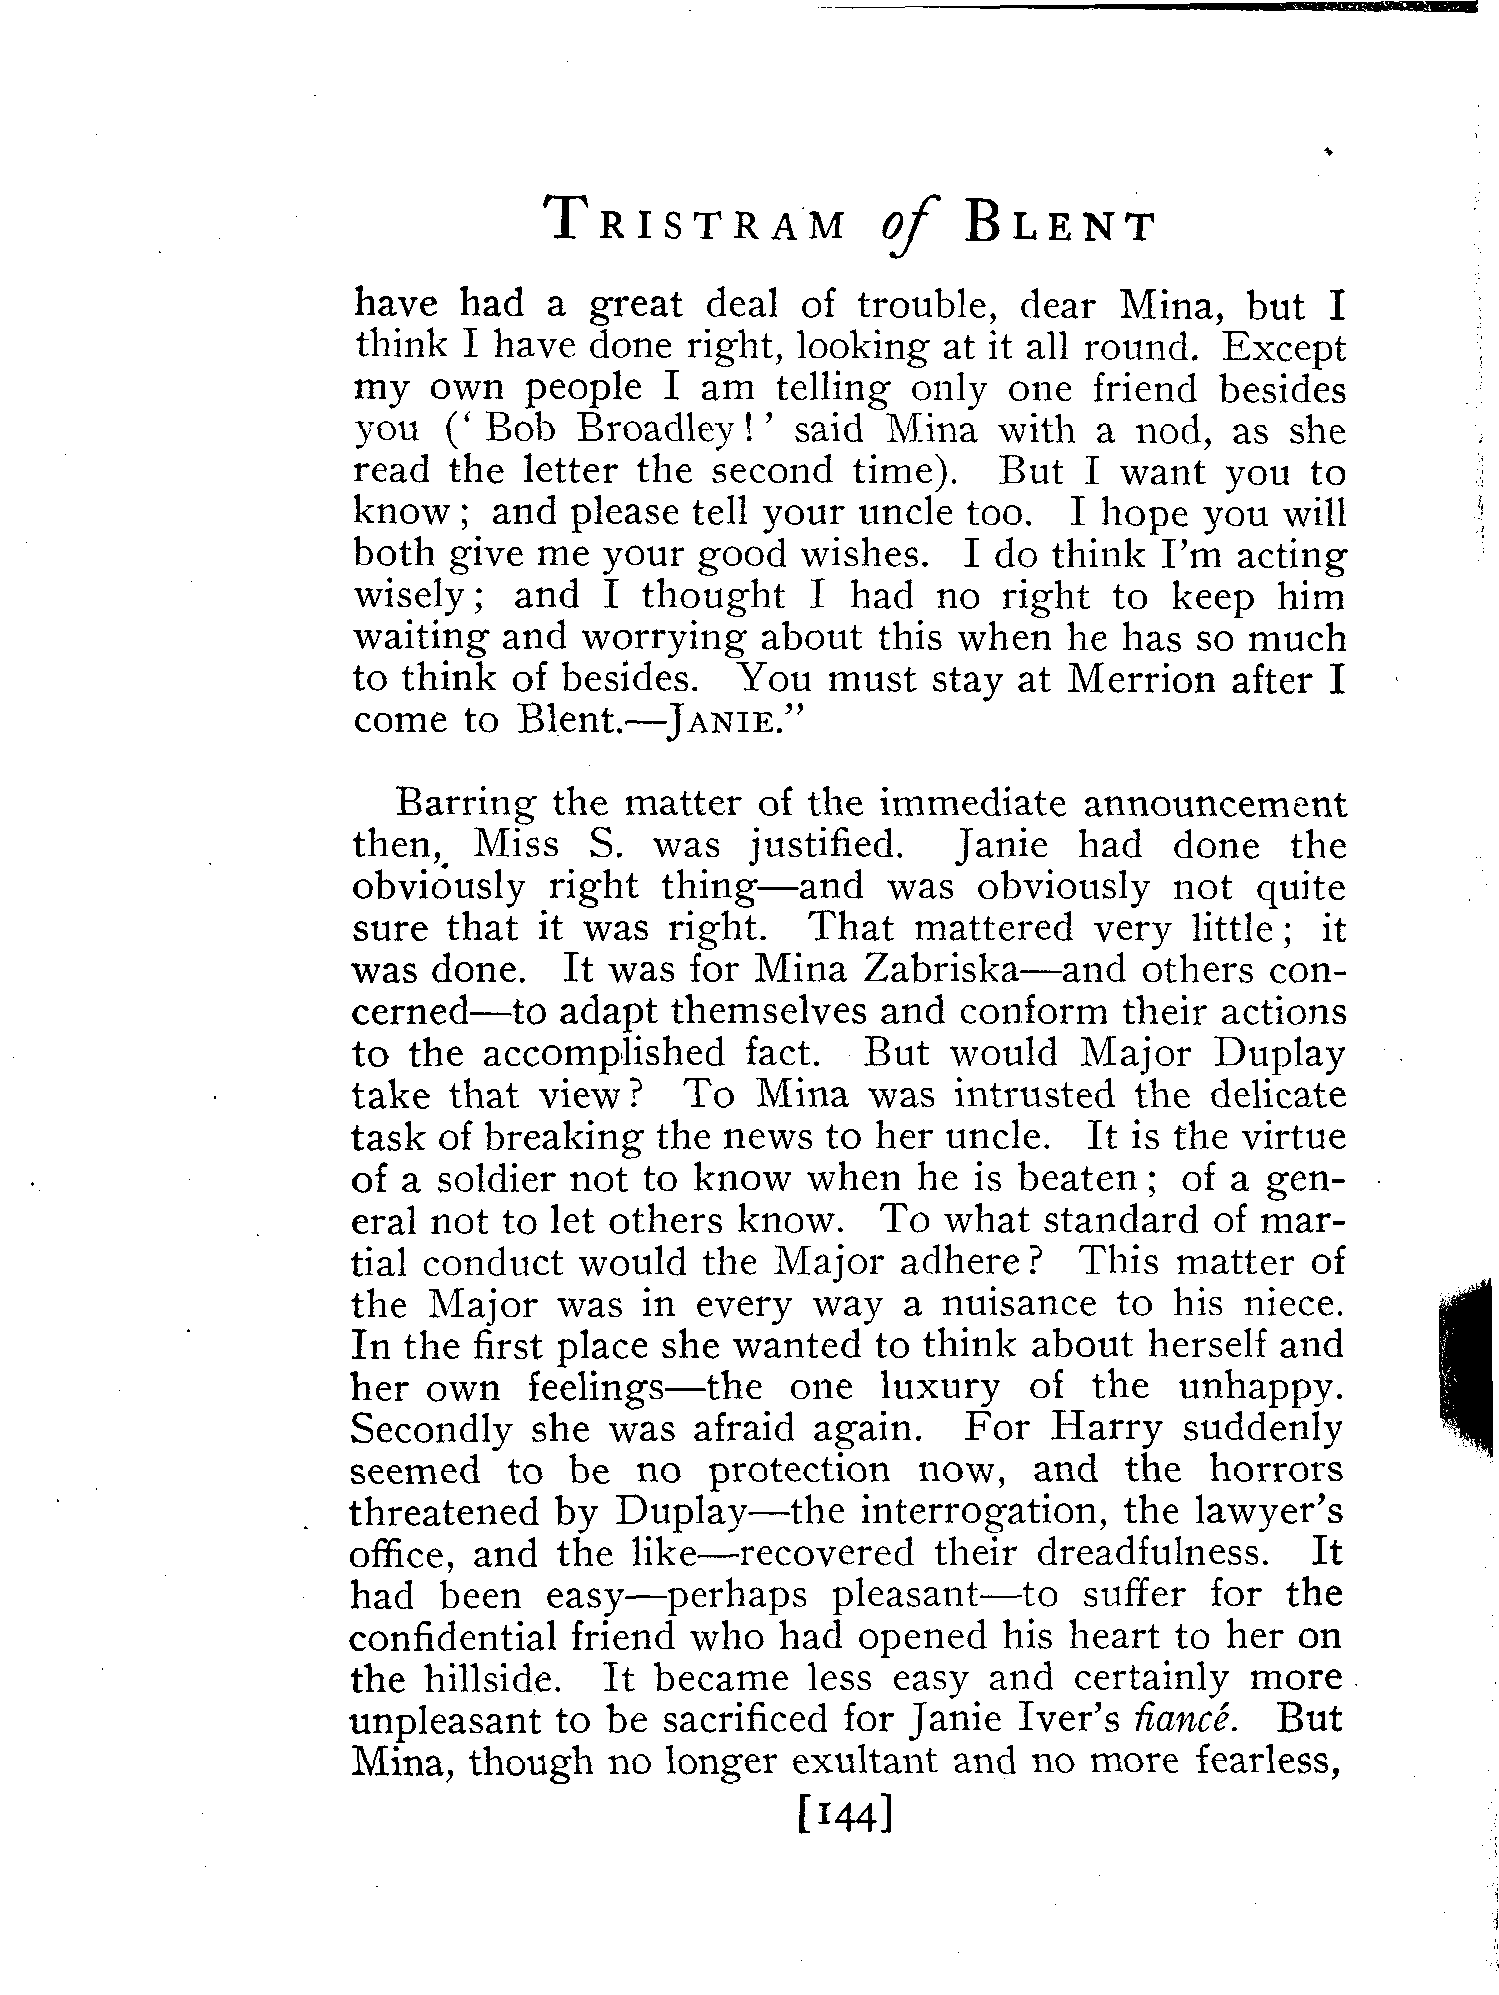 TRISTRAM of BLENT
have had a great deal of trouble, dear Mina, but I
think I have done right, looking at it all round. Except
my own people I am telling only one friend besides
you (‘ Bob Broadley! ’ said Mina with a nod, as she
read the letter the second time). But I want you to
know; and please tell your uncle too. I hope you will
both give me your good wishes. I do think I'm acting
wisely; and I thought I had no right to keep him
waiting and worrying about this when he has so much
to think of besides. You must stay at Merrion after I
come to Blent.—JANIE.”
Barring the matter of the immediate announcement
then, Miss S. was justified. Janie had done the
obviously right thing—and was obviously not quite
sure that it was right. That mattered very little; it
was done. It was for Mina Zabriska—and others con-
cerned—to adapt themselves and conform their actions
to the accomplished fact. But would Major Duplay
take that view? To Mina was intrusted the delicate
task of breaking the news to her uncle. It is the virtue
of a soldier not to know when he is beaten; of a gen-
eral not to let others know. To what standard of mar-
tial conduct would the Major adhere? This matter of
the Major was in every way a nuisance to his niece.
In the first place she wanted to think about herself and
her own feelings—the one luxury of the unhappy.
Secondly she was afraid again. For Harry suddenly
seemed to be no protection now, and the horrors
threatened by Duplay—the interrogation, the lawyer's
office, and the like—recovered their dreadfulness. It
had been easy—perhaps pleasant—to suffer for the
confidential friend who had opened his heart to her on
the hillside. It became less easy and certainly more
unpleasant to be sacrificed for Janie Iver's fiancé. But
Mina, though no longer exultant and no more fearless,
[144]